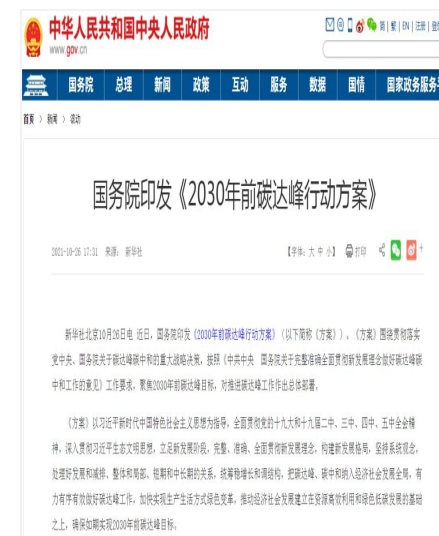 中华人民共和国中央人民政府
www.gov.cn
简 | 繁 | EN | 注册 | 登
国务院 总理 新闻 政策 互动 服务 数据 国情 国家政务服务平
首页 > 新闻 > 滚动
国务院印发《2030年前碳达峰行动方案》
2021-10-26 17:31 来源: 新华社 【字体: 大 中 小】 打印
新华社北京10月26日电 近日，国务院印发《2030年前碳达峰行动方案》（以下简称《方案》）。《方案》围绕贯彻落实
党中央、国务院关于碳达峰碳中和的重大战略决策，按照《中共中央 国务院关于完整准确全面贯彻新发展理念做好碳达峰碳
中和工作的意见》工作要求，聚焦2030年前碳达峰目标，对推进碳达峰工作作出总体部署。
《方案》以习近平新时代中国特色社会主义思想为指导，全面贯彻党的十九大和十九届二中、三中、四中、五中全会精
神，深入贯彻习近平生态文明思想，立足新发展阶段，完整、准确、全面贯彻新发展理念，构建新发展格局，坚持系统观念，
处理好发展和减排、整体和局部、短期和中长期的关系，统筹稳增长和调结构，把碳达峰、碳中和纳入经济社会发展全局，有
力有序有效做好碳达峰工作，加快实现生产生活方式绿色变革，推动经济社会发展建立在资源高效利用和绿色低碳发展的基础
之上，确保如期实现2030年前碳达峰目标。